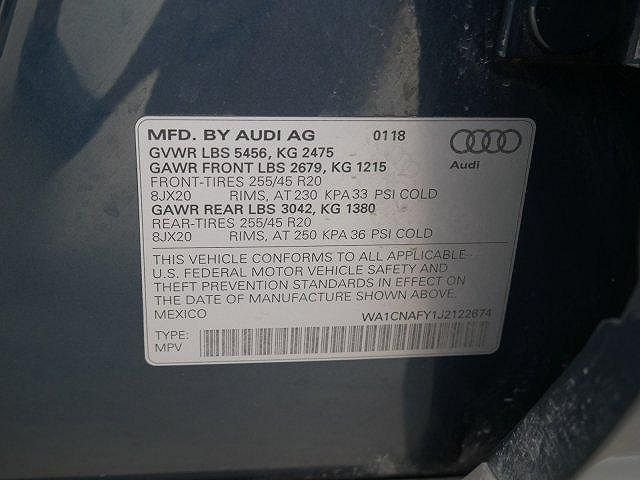 MFD. BY AUDI AG 0118
GVWR LBS 5456, KG 2475
GAWR FRONT LBS 2679, KG 1215
Audi
FRONT-TIRES 255/45 R20
8JX20 RIMS, AT 230 KPA 33 PSI COLD
GAWR REAR LBS 3042, KG 1380
REAR-TIRES 255/45 R20
8JX20 RIMS, AT 250 KPA 36 PSI COLD
THIS VEHICLE CONFORMS TO ALL APPLICABLE
U.S. FEDERAL MOTOR VEHICLE SAFETY AND
THEFT PREVENTION STANDARDS IN EFFECT ON
THE DATE OF MANUFACTURE SHOWN ABOVE.
MEXICO WA1CNAFY1J2122674
TYPE:
MPV